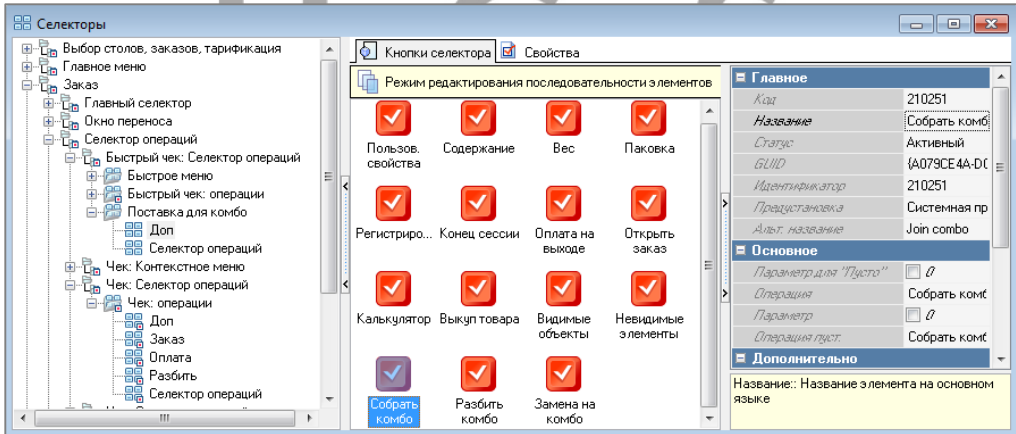 Селекторы
Выбор столов, заказов, тарификация
Главное меню
Заказ
Главный селектор
Окно переноса
Селектор операций
Быстрый чек: Селектор операций
Быстрое меню
Быстрый чек: операции
Поставка для комбо
Доп
Селектор операций
Чек: Контекстное меню
Чек: Селектор операций
Чек: операции
Доп
Заказ
Оплата
Разбить
Селектор операций
Кнопки селектора
Свойства
Режим редактирования последовательности элементов
Пользов. свойства
Содержание
Вес
Паковка
Регистриро...
Конец сессии
Оплата на выходе
Открыть заказ
Калькулятор
Выкуп товара
Видимые объекты
Невидимые элементы
Собрать комбо
Разбить комбо
Замена на комбо
Главное
Код 210251
Название Собрать комб
Статус Активный
GUID {A079CE4A-D0
Идентификатор 210251
Предустановка Системная пр
Альт. название Join combo
Основное
Параметр для "Пусто" 0
Операция Собрать комб
Параметр 0
Операция пуст. Собрать комб
Дополнительно
Название:: Название элемента на основном
языке